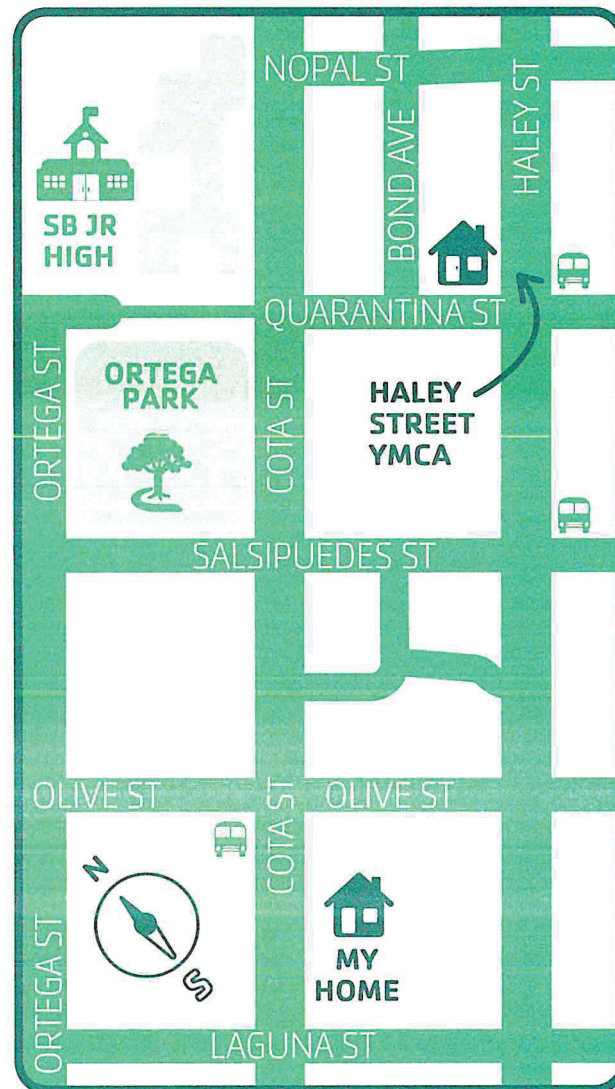 NOPAL ST
BOND AVE
HALEY ST
SB JR
HIGH
QUARANTINA ST
ORTEGA ST
ORTEGA
PARK
COTA ST
HALEY
STREET
YMCA
SALSIPUEDES ST
OLIVE ST
COTA ST
OLIVE ST
N
S
ORTEGA ST
MY
HOME
LAGUNA ST